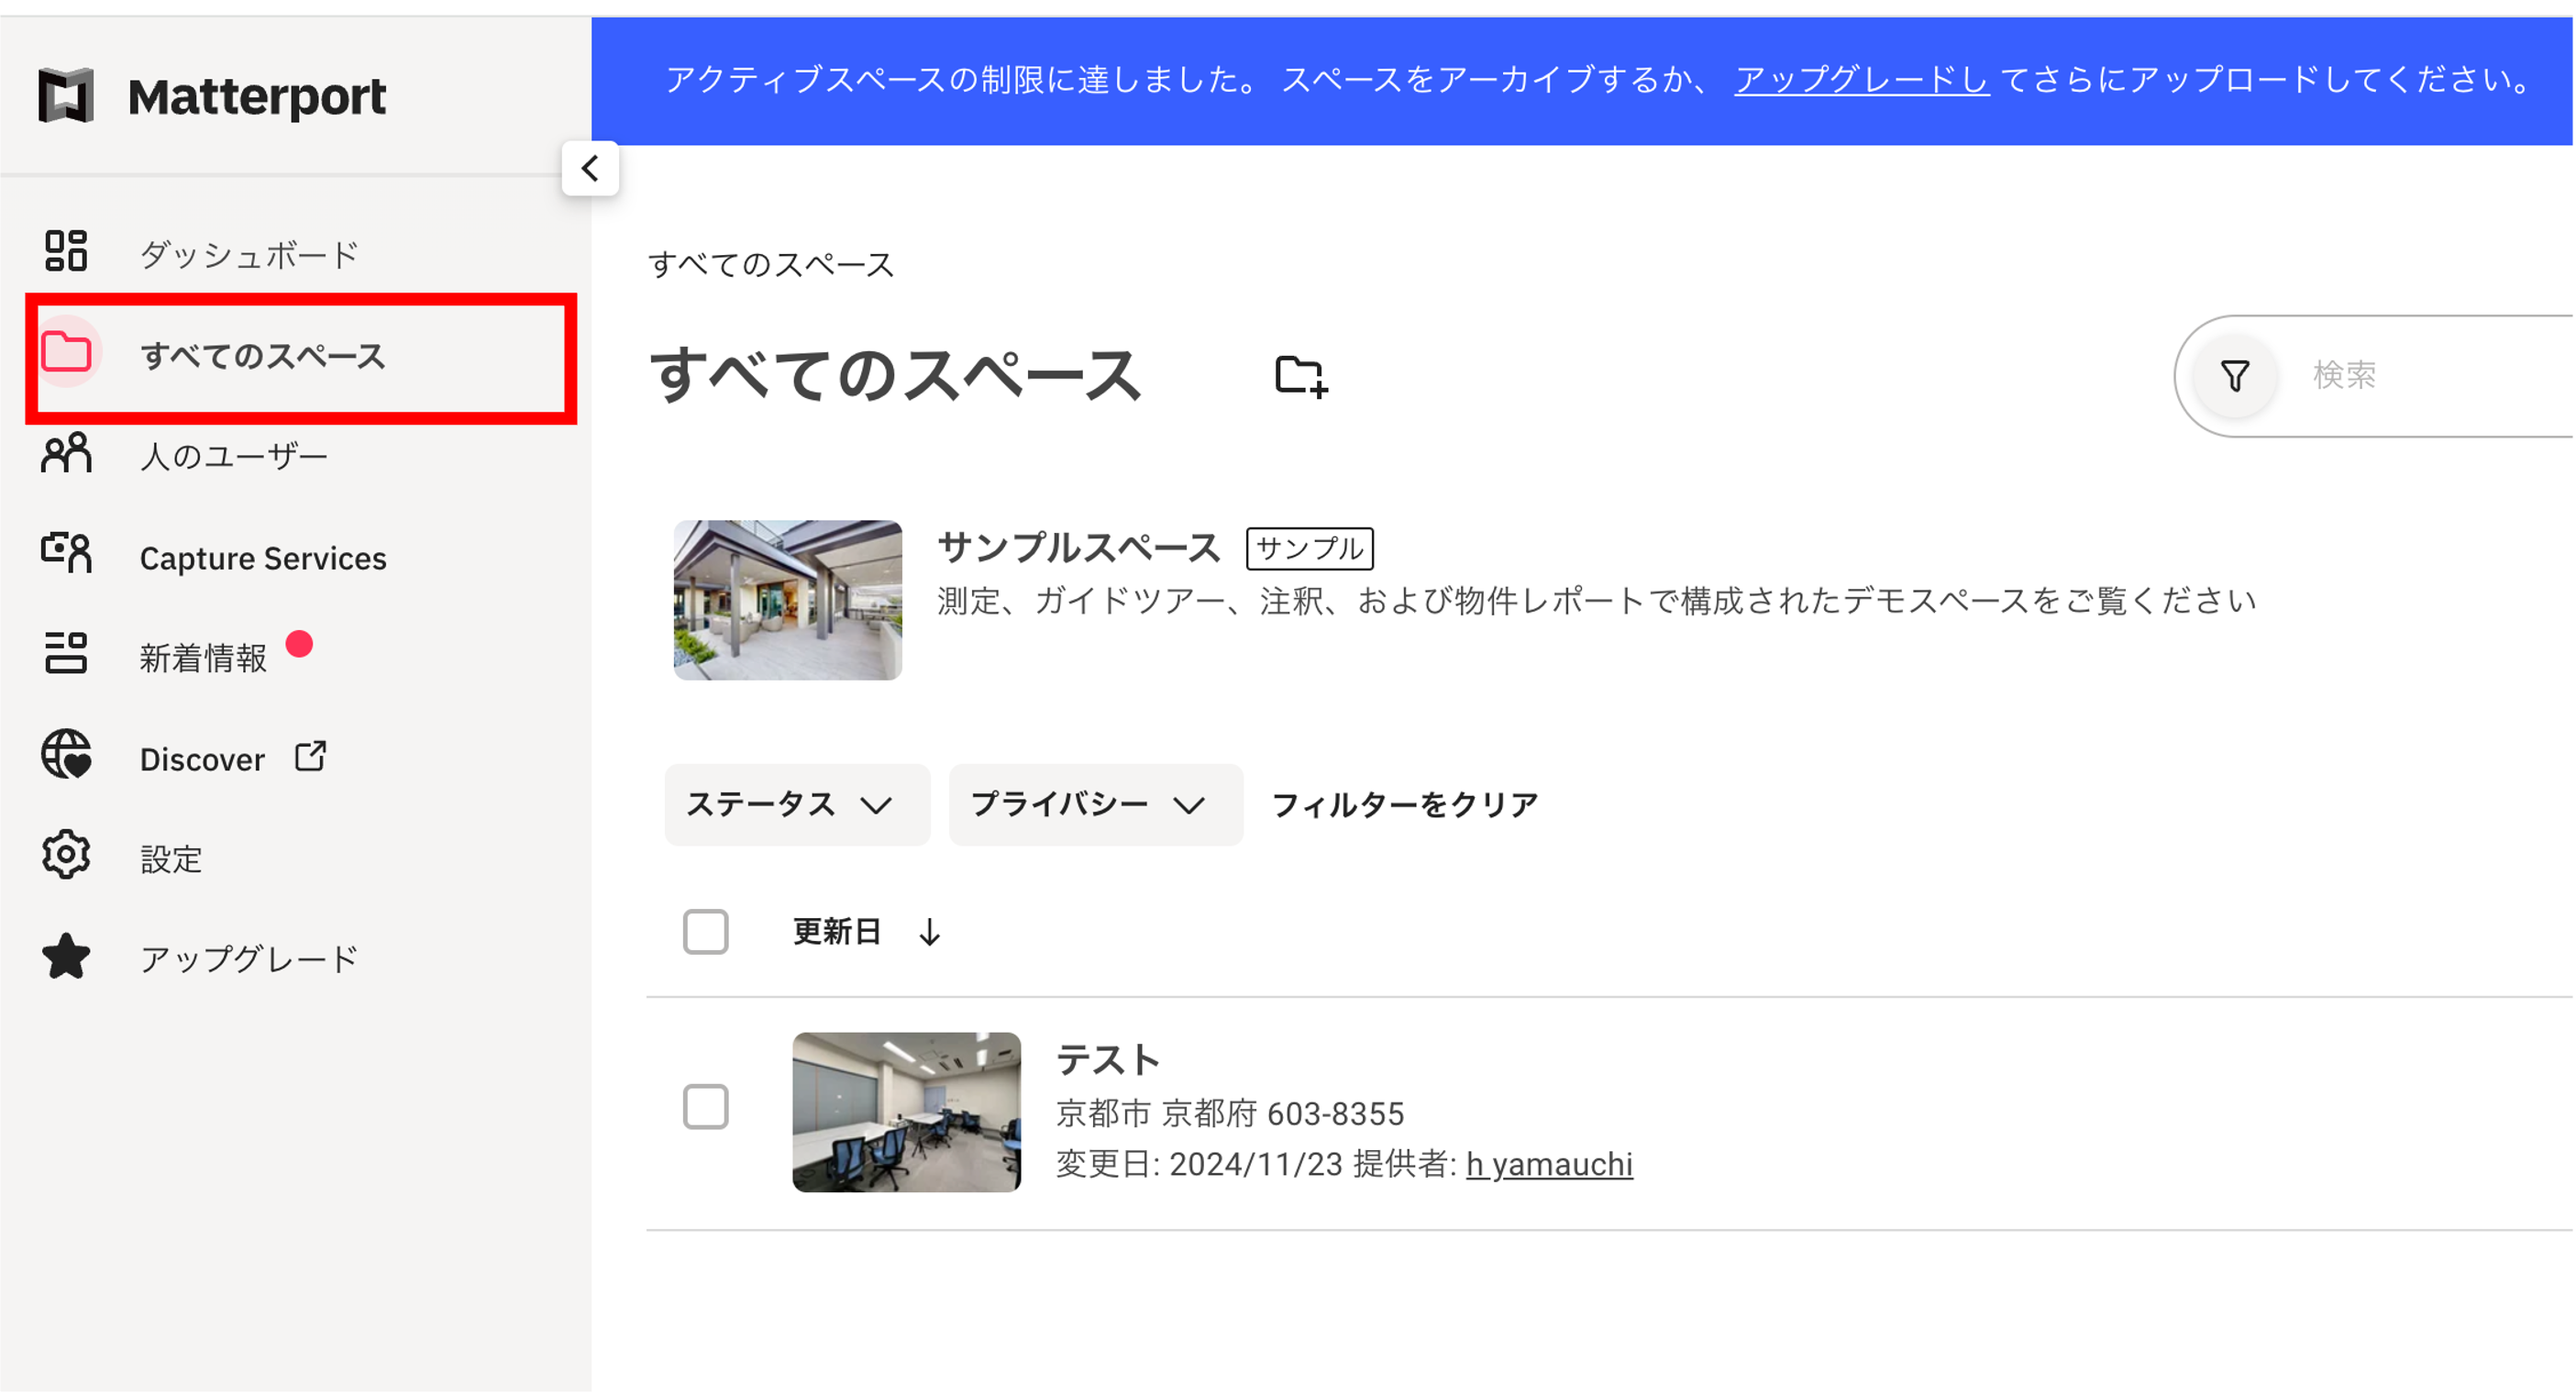 Matterport
アクティブスペースの制限に達しました。 スペースをアーカイブするか、 アップグレードし てさらにアップロードしてください。
ダッシュボード
すべてのスペース
人のユーザー
Capture Services
新着情報
Discover
設定
アップグレード
すべてのスペース
すべてのスペース
検索
サンプルスペース サンプル
測定、ガイドツアー、注釈、および物件レポートで構成されたデモスペースをご覧ください
ステータス プライバシー フィルターをクリア
更新日
テスト
京都市 京都府 603-8355
変更日: 2024/11/23 提供者: h yamauchi